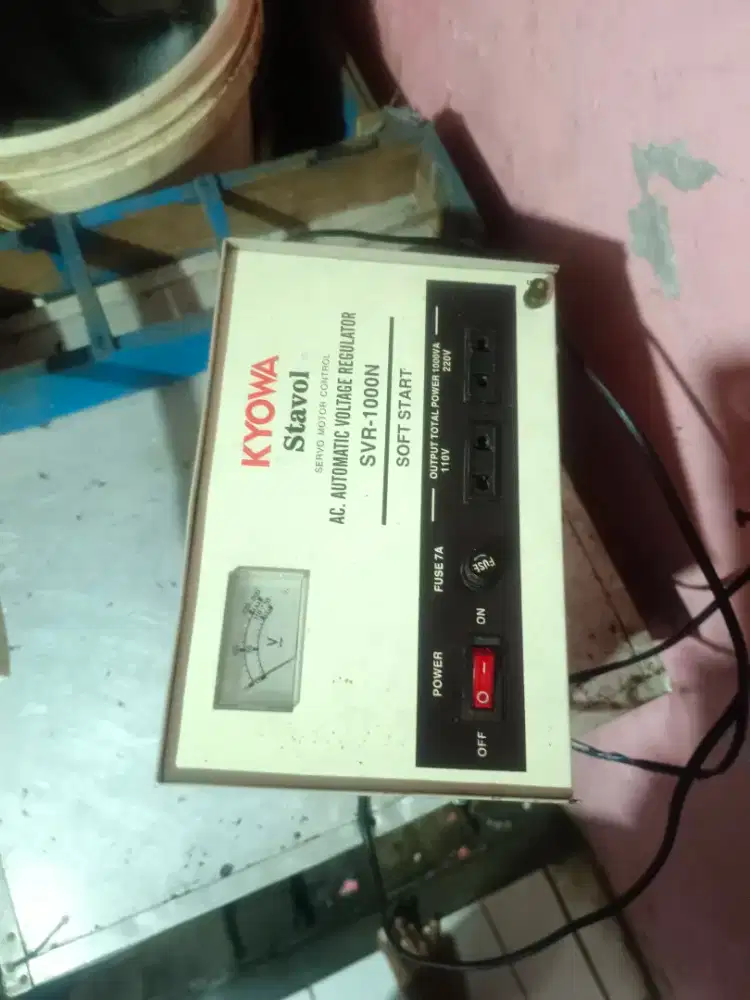 KYOWA
Stavol
SERVO MOTOR CONTROL
AC. AUTOMATIC VOLTAGE REGULATOR
SVR-1000N
SOFT START
V
POWER
FUSE 7A
OUTPUT TOTAL POWER 1000VA
110V
220V
OFF
ON
FUSE